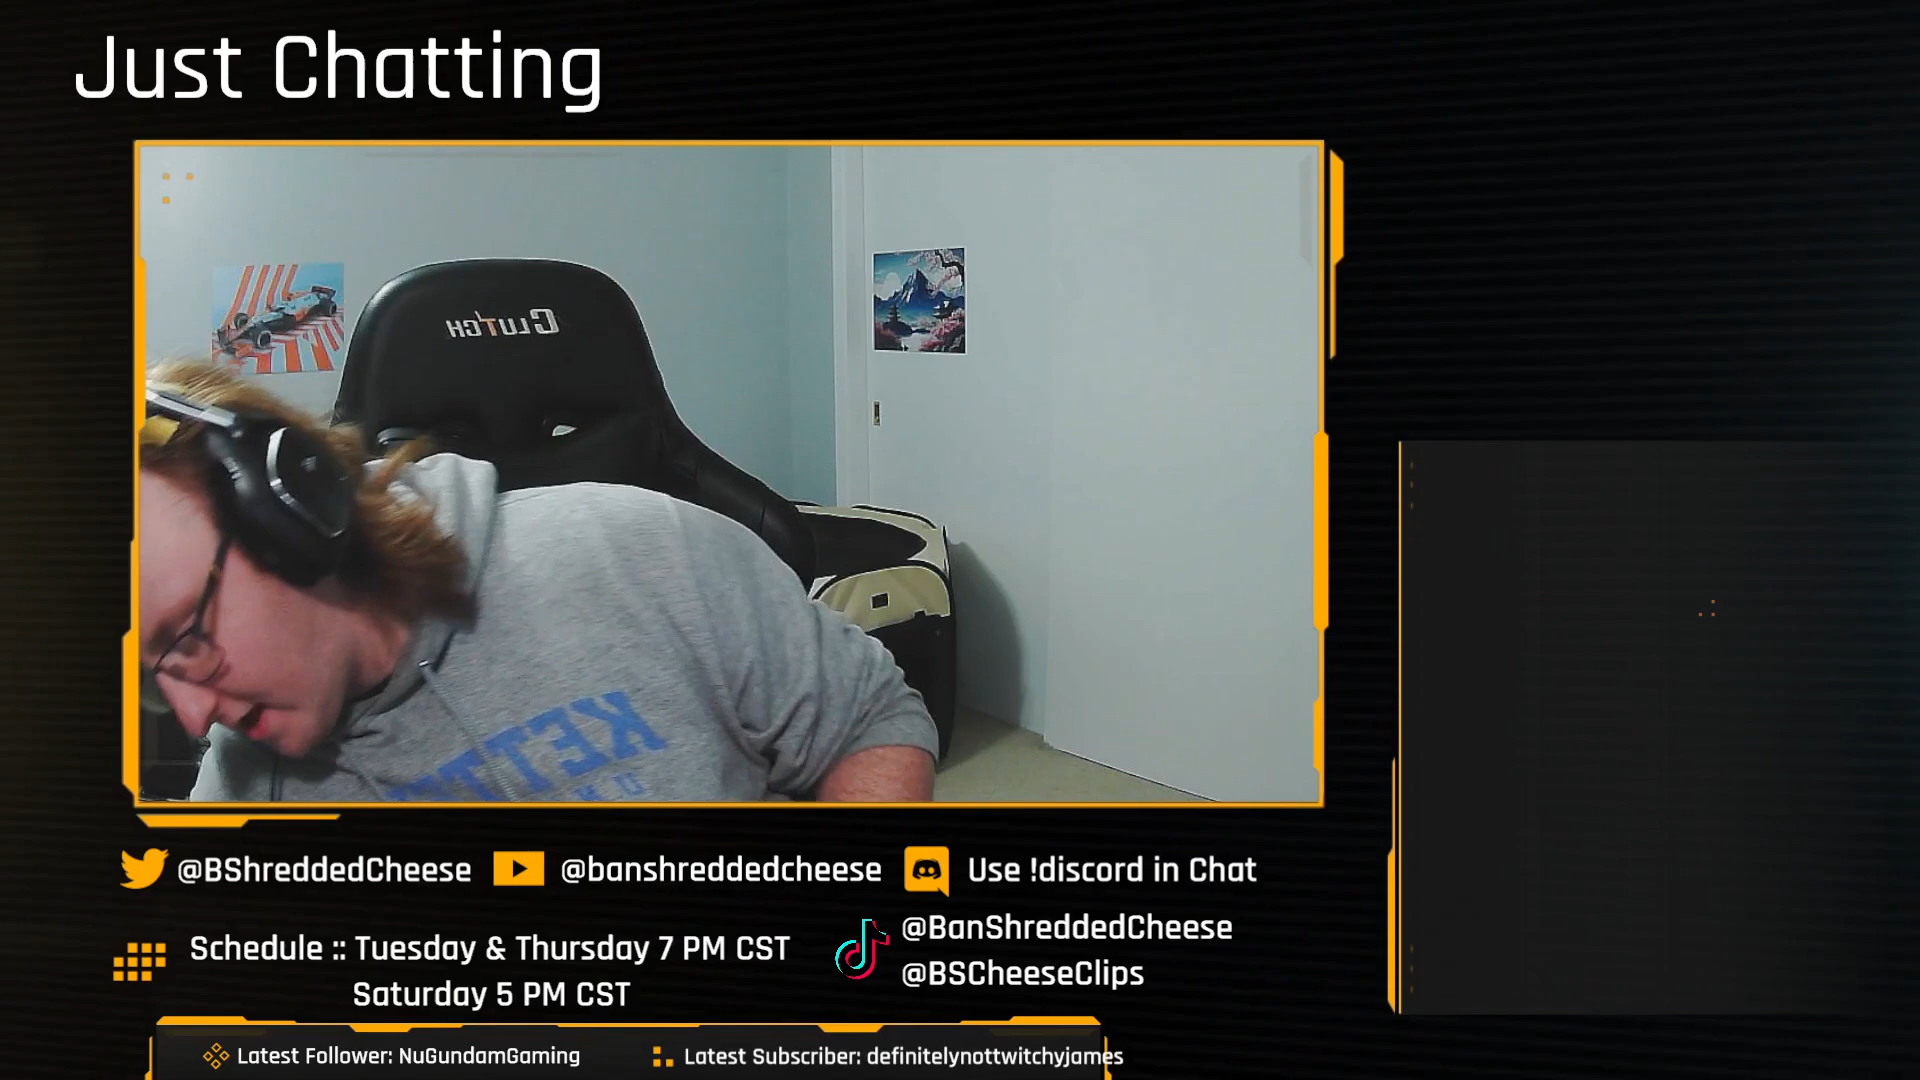 Just Chatting
CLUTCH
@BShreddedCheese
@banshreddedcheese
Use !discord in Chat
Schedule :: Tuesday & Thursday 7 PM CST
Saturday 5 PM CST
@BanShreddedCheese
@BSCheeseClips
Latest Follower: NuGundamGaming
Latest Subscriber: definitelynottwitchyjames